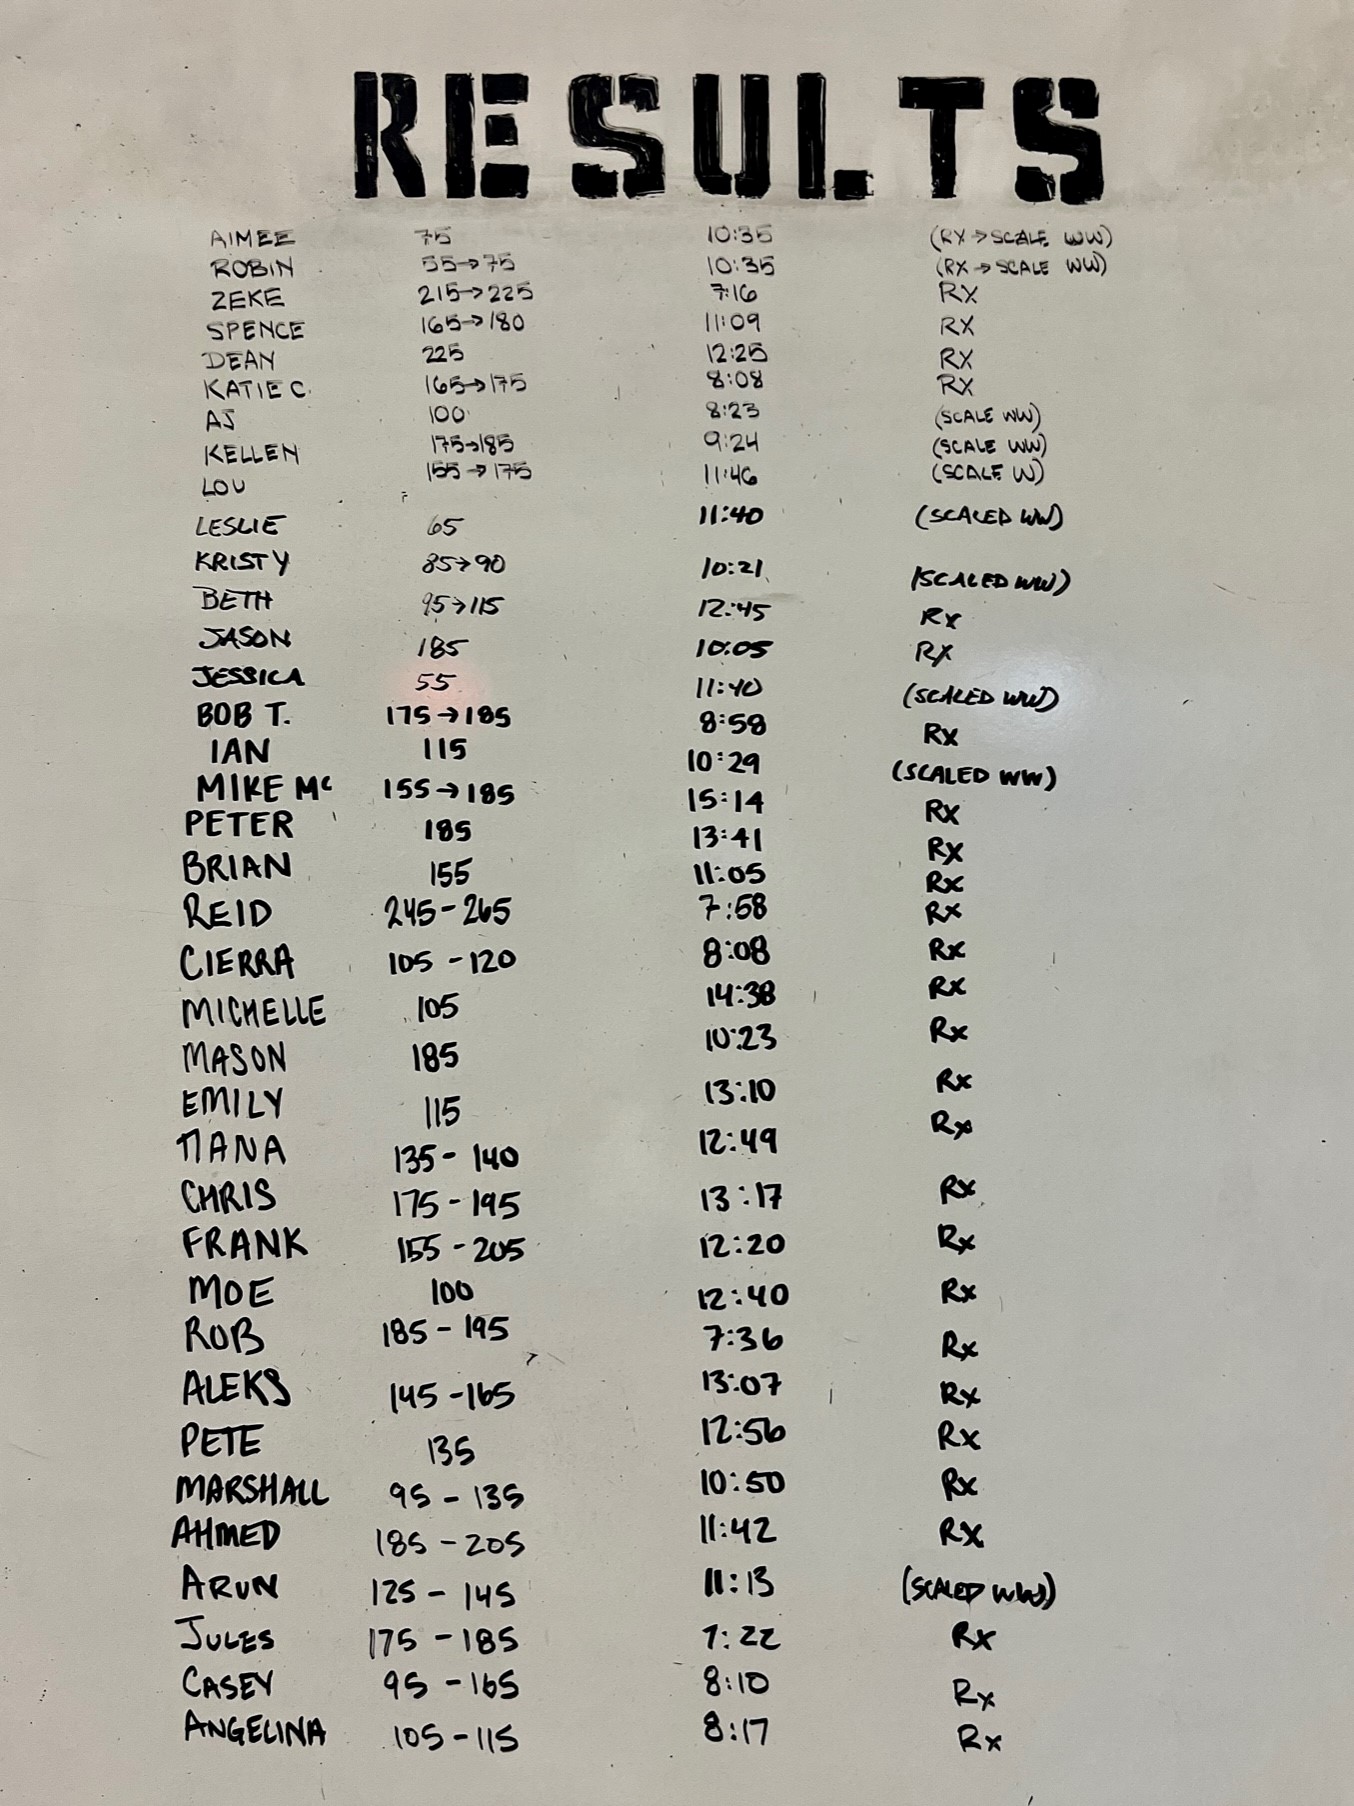 RESULTS
AIMEE 75 10:35 (RX→SCALE WW)
ROBIN 55→75 10:35 (RX→SCALE WW)
ZEKE 215→225 7:16 RX
SPENCE 165→180 11:09 RX
DEAN 225 12:25 RX
KATIE C. 165→175 8:08 RX
AJ 100 8:23 (SCALE WW)
KELLEN 175→185 9:24 (SCALE WW)
LOU 155→175 11:46 (SCALE W)
LESLIE 65 11:40 (SCALED WW)
KRISTY 85→90 10:21 (SCALED WW)
BETH 95→115 12:45 Rx
JASON 185 10:05 RX
JESSICA 55 11:40 (SCALED WW)
BOB T. 175→185 8:58 Rx
IAN 115 10:29 (SCALED WW)
MIKE Mc 155→185 15:14 Rx
PETER 185 13:41 Rx
BRIAN 155 11:05 Rx
REID 245-265 7:58 Rx
CIERRA 105-120 8:08 Rx
MICHELLE 105 14:38 Rx
MASON 185 10:23 Rx
EMILY 115 13:10 Rx
TIANA 135-140 12:49 Rx
CHRIS 175-195 13:17 Rx
FRANK 155-205 12:20 Rx
MOE 100 12:40 Rx
ROB 185-195 7:36 Rx
ALEKS 145-165 13:07 Rx
PETE 135 12:56 Rx
MARSHALL 95-135 10:50 Rx
AHMED 185-205 11:42 Rx
ARUN 125-145 11:13 (SCALED WW)
JULES 175-185 7:22 Rx
CASEY 95-165 8:10 Rx
ANGELINA 105-115 8:17 Rx